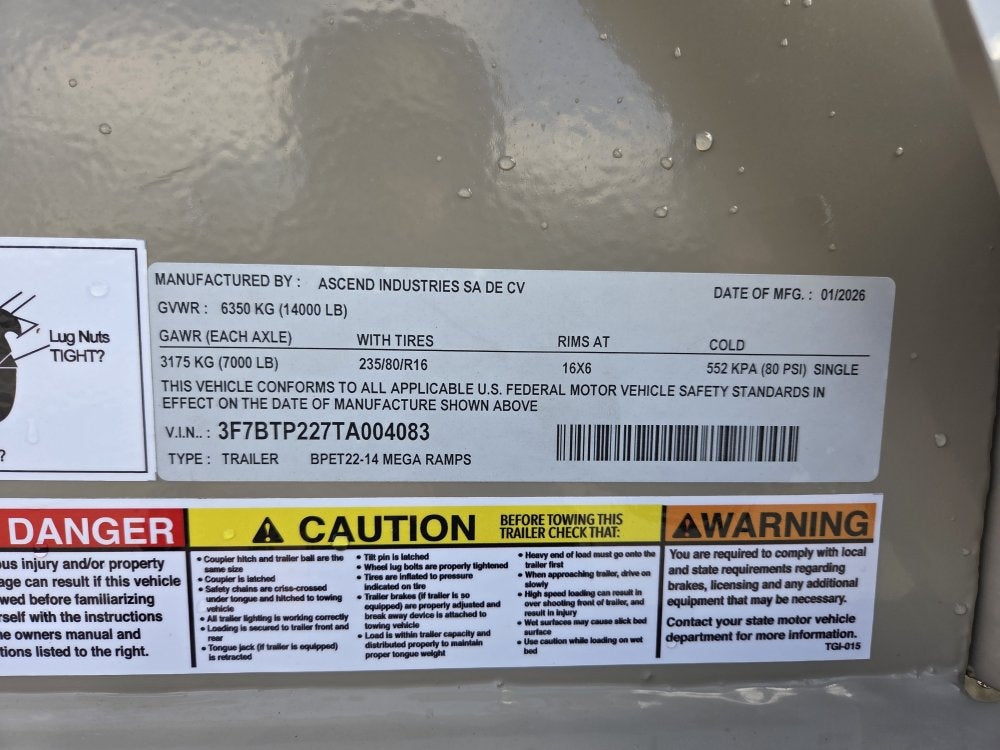 Lug Nuts
TIGHT?
?
MANUFACTURED BY : ASCEND INDUSTRIES SA DE CV
DATE OF MFG. : 01/2026
GVWR : 6350 KG (14000 LB)
GAWR (EACH AXLE) WITH TIRES RIMS AT COLD
3175 KG (7000 LB) 235/80/R16 16X6 552 KPA (80 PSI) SINGLE
THIS VEHICLE CONFORMS TO ALL APPLICABLE U.S. FEDERAL MOTOR VEHICLE SAFETY STANDARDS IN
EFFECT ON THE DATE OF MANUFACTURE SHOWN ABOVE
V.I.N.. : 3F7BTP227TA004083
TYPE : TRAILER BPET22-14 MEGA RAMPS
DANGER
ous injury and/or property
age can result if this vehicle
wed before familiarizing
rself with the instructions
he owners manual and
tions listed to the right.
CAUTION
BEFORE TOWING THIS
TRAILER CHECK THAT:
• Coupler hitch and trailer ball are the
same size
• Coupler is latched
• Safety chains are criss-crossed
under tongue and hitched to towing
vehicle
• All trailer lighting is working correctly
• Loading is secured to trailer front and
rear
• Tongue jack (if trailer is equipped)
is retracted
• Tilt pin is latched
• Wheel lug bolts are properly tightened
• Tires are inflated to pressure
indicated on tire
• Trailer brakes (if trailer is so
equipped) are properly adjusted and
break away device is attached to
towing vehicle
• Load is within trailer capacity and
distributed properly to maintain
proper tongue weight
• Heavy end of load must go onto the
trailer first
• When approaching trailer, drive on
slowly
• High speed loading can result in
over shooting front of trailer, and
result in injury
• Wet surfaces may cause slick bed
surface
• Use caution while loading on wet
bed
WARNING
You are required to comply with local
and state requirements regarding
brakes, licensing and any additional
equipment that may be necessary.
Contact your state motor vehicle
department for more information.
TGI-015